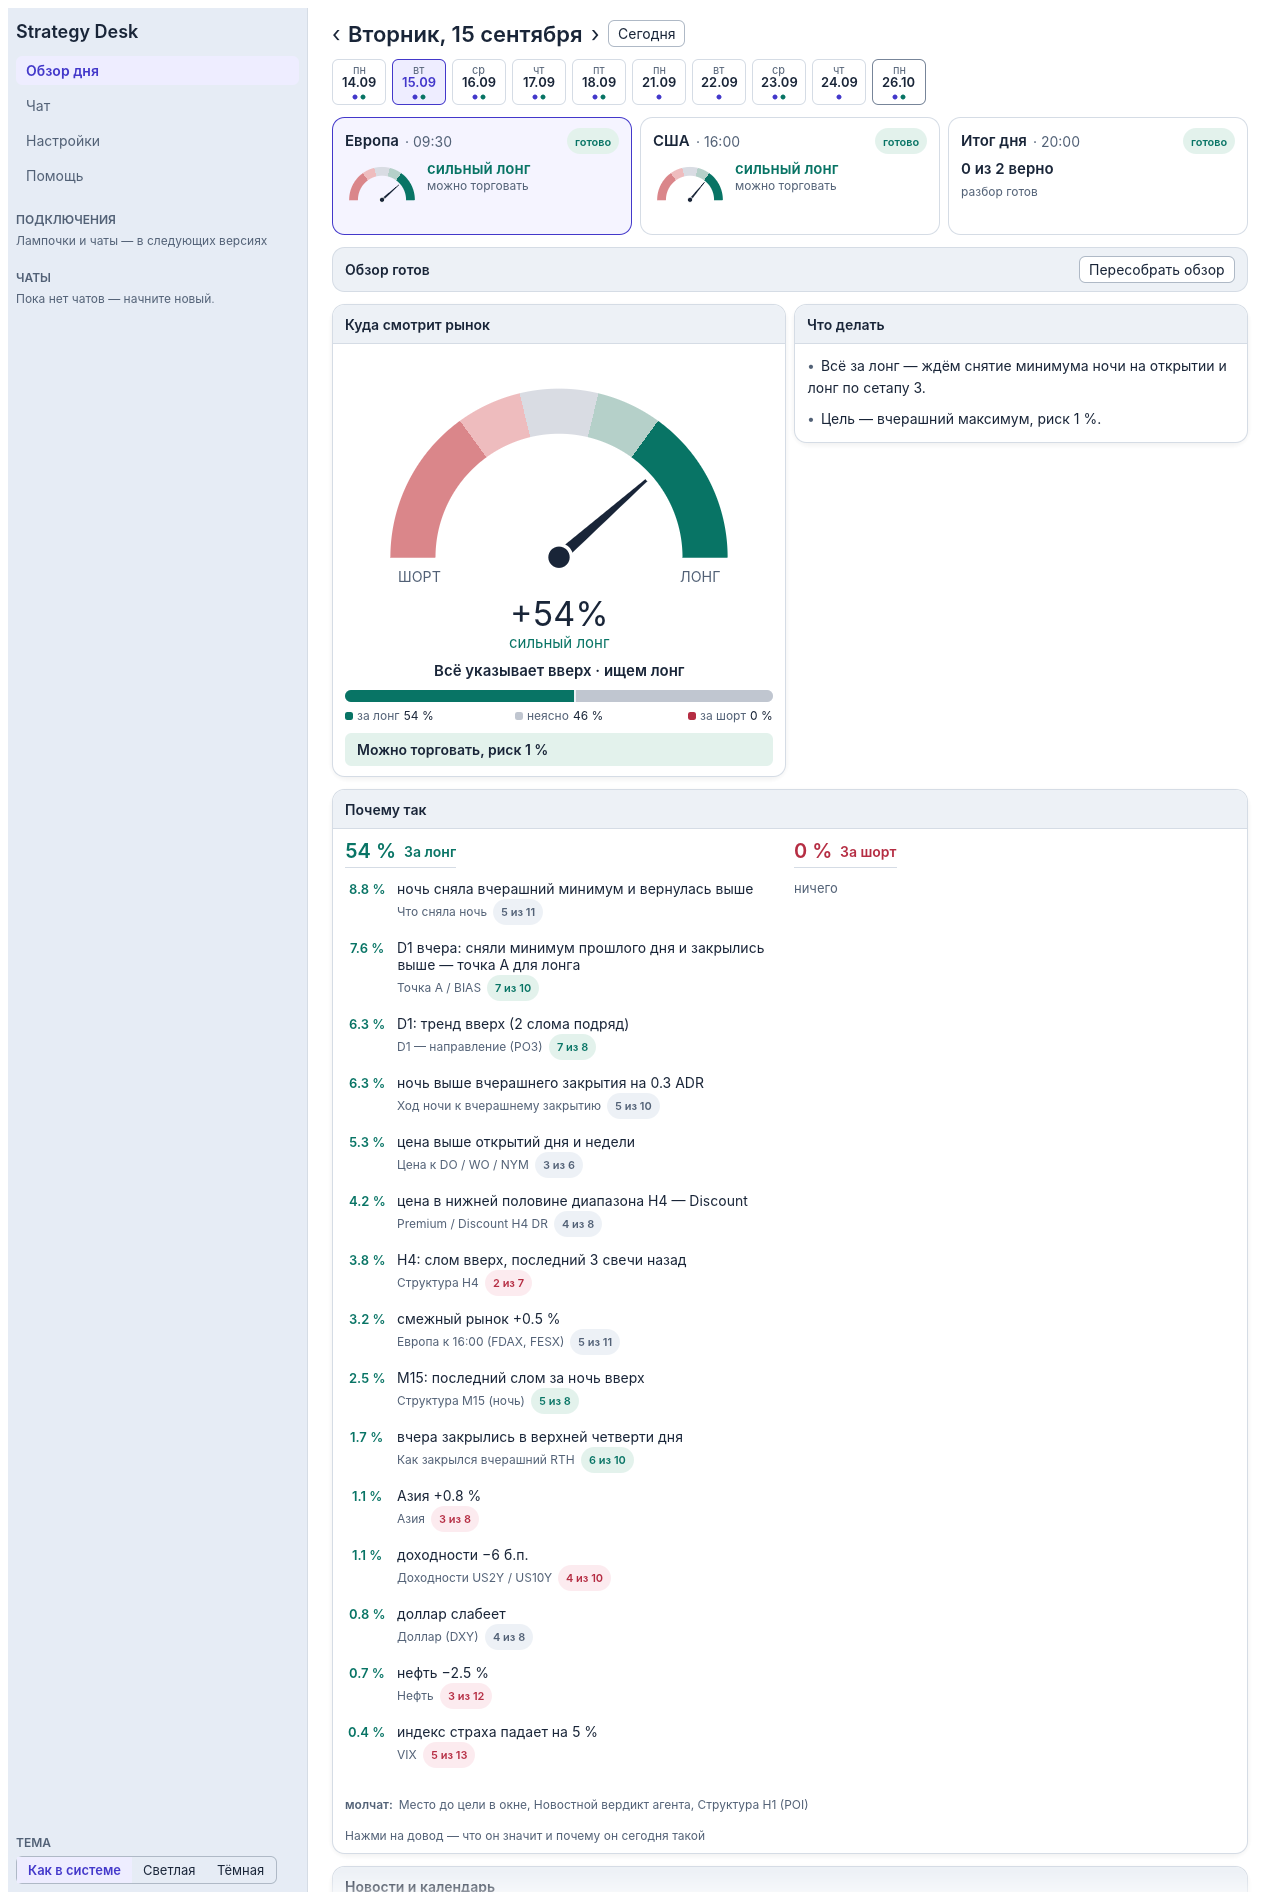 Strategy Desk
Обзор дня
Чат
Настройки
Помощь
ПОДКЛЮЧЕНИЯ
Лампочки и чаты — в следующих версиях
ЧАТЫ
Пока нет чатов — начните новый.
ТЕМА
Как в системе Светлая Тёмная
‹ Вторник, 15 сентября › Сегодня
пн вт ср чт пт пн вт ср чт пн
14.09 15.09 16.09 17.09 18.09 21.09 22.09 23.09 24.09 26.10
Европа · 09:30 готово
СИЛЬНЫЙ ЛОНГ
можно торговать
США · 16:00 готово
СИЛЬНЫЙ ЛОНГ
можно торговать
Итог дня · 20:00 готово
0 из 2 верно
разбор готов
Обзор готов Пересобрать обзор
Куда смотрит рынок
ШОРТ ЛОНГ
+54%
СИЛЬНЫЙ ЛОНГ
Всё указывает вверх · ищем лонг
за лонг 54 % неясно 46 % за шорт 0 %
Можно торговать, риск 1 %
Что делать
• Всё за лонг — ждём снятие минимума ночи на открытии и
лонг по сетапу 3.
• Цель — вчерашний максимум, риск 1 %.
Почему так
54 % За лонг
8.8 % ночь сняла вчерашний минимум и вернулась выше
Что сняла ночь 5 из 11
7.6 % D1 вчера: сняли минимум прошлого дня и закрылись
выше — точка А для лонга
Точка А / BIAS 7 из 10
6.3 % D1: тренд вверх (2 слома подряд)
D1 — направление (РОЗ) 7 из 8
6.3 % ночь выше вчерашнего закрытия на 0.3 ADR
Ход ночи к вчерашнему закрытию 5 из 10
5.3 % цена выше открытий дня и недели
Цена к DO / WO / NYM 3 из 6
4.2 % цена в нижней половине диапазона H4 — Discount
Premium / Discount H4 DR 4 из 8
3.8 % H4: слом вверх, последний 3 свечи назад
Структура H4 2 из 7
3.2 % смежный рынок +0.5 %
Европа к 16:00 (FDAX, FESX) 5 из 11
2.5 % M15: последний слом за ночь вверх
Структура M15 (ночь) 5 из 8
1.7 % вчера закрылись в верхней четверти дня
Как закрылся вчерашний RTH 6 из 10
1.1 % Азия +0.8 %
Азия 3 из 8
1.1 % доходности −6 б.п.
Доходности US2Y / US10Y 4 из 10
0.8 % доллар слабеет
Доллар (DXY) 4 из 8
0.7 % нефть −2.5 %
Нефть 3 из 12
0.4 % индекс страха падает на 5 %
VIX 5 из 13
0 % За шорт
ничего
молчат: Место до цели в окне, Новостной вердикт агента, Структура H1 (POI)
Нажми на довод — что он значит и почему он сегодня такой
Новости и календарь